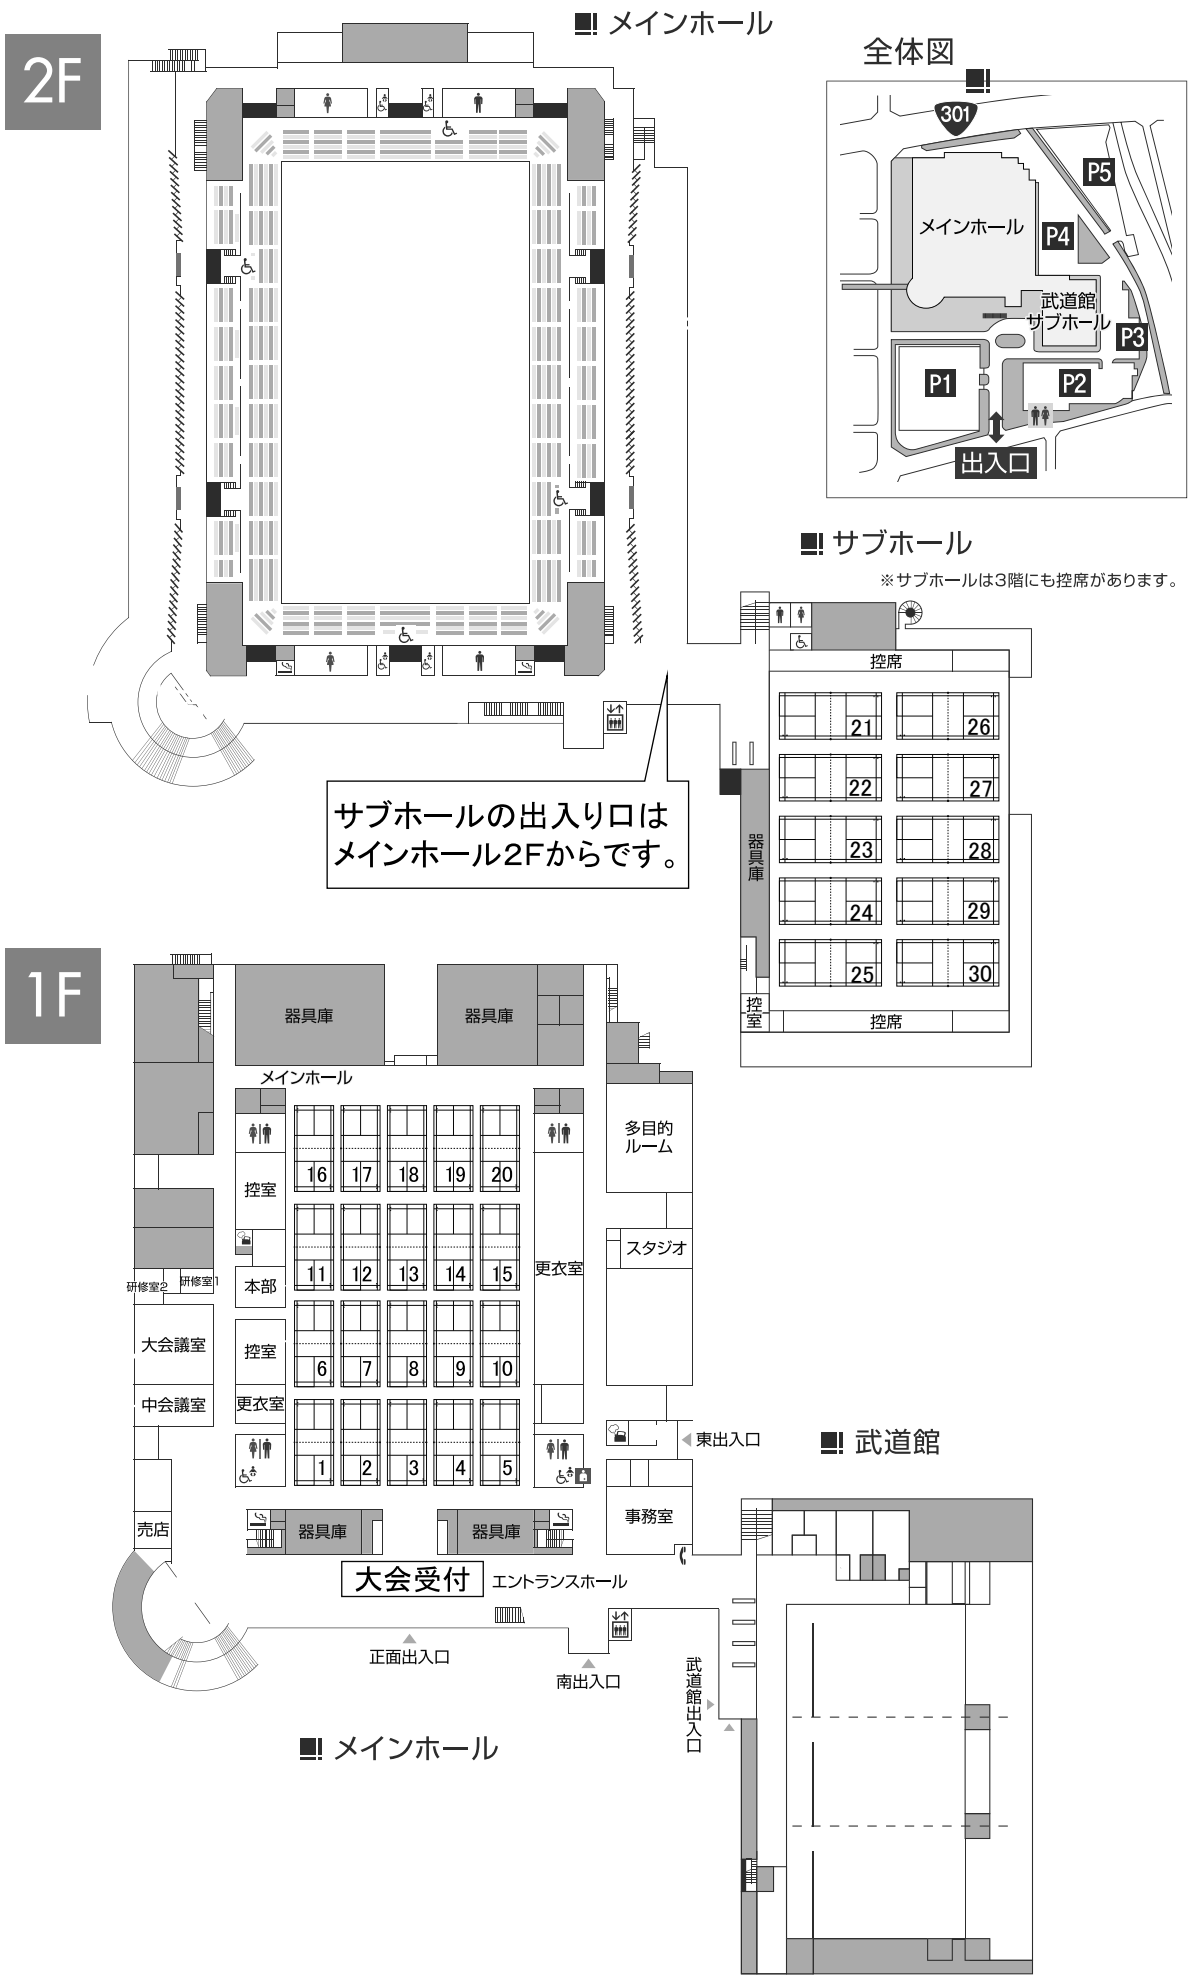 2F
メインホール
全体図
301
P5
メインホール
P4
武道館
サブホール
P3
P1
P2
出入口
サブホール
※サブホールは3階にも控席があります。
控席
21
26
22
27
器具庫
23
28
24
29
25
30
控室
控席
サブホールの出入り口は
メインホール2Fからです。
1F
器具庫
器具庫
メインホール
多目的
ルーム
16
17
18
19
20
控室
スタジオ
更衣室
11
12
13
14
15
研修室2
研修室1
本部
大会議室
控室
6
7
8
9
10
中会議室
更衣室
東出入口
1
2
3
4
5
売店
器具庫
器具庫
事務室
大会受付
エントランスホール
正面出入口
南出入口
武道館出入口
メインホール
武道館